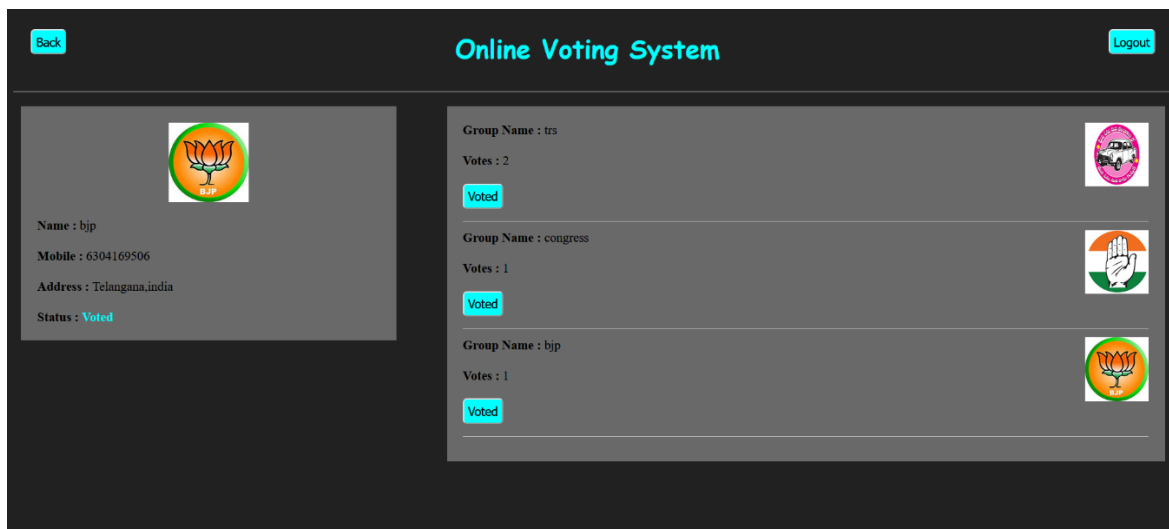 Back
Online Voting System
Logout
BJP
Name : bjp
Mobile : 6304169506
Address : Telangana,india
Status : Voted
Group Name : trs
Votes : 2
Voted
Group Name : congress
Votes : 1
Voted
Group Name : bjp
Votes : 1
BJP
Voted